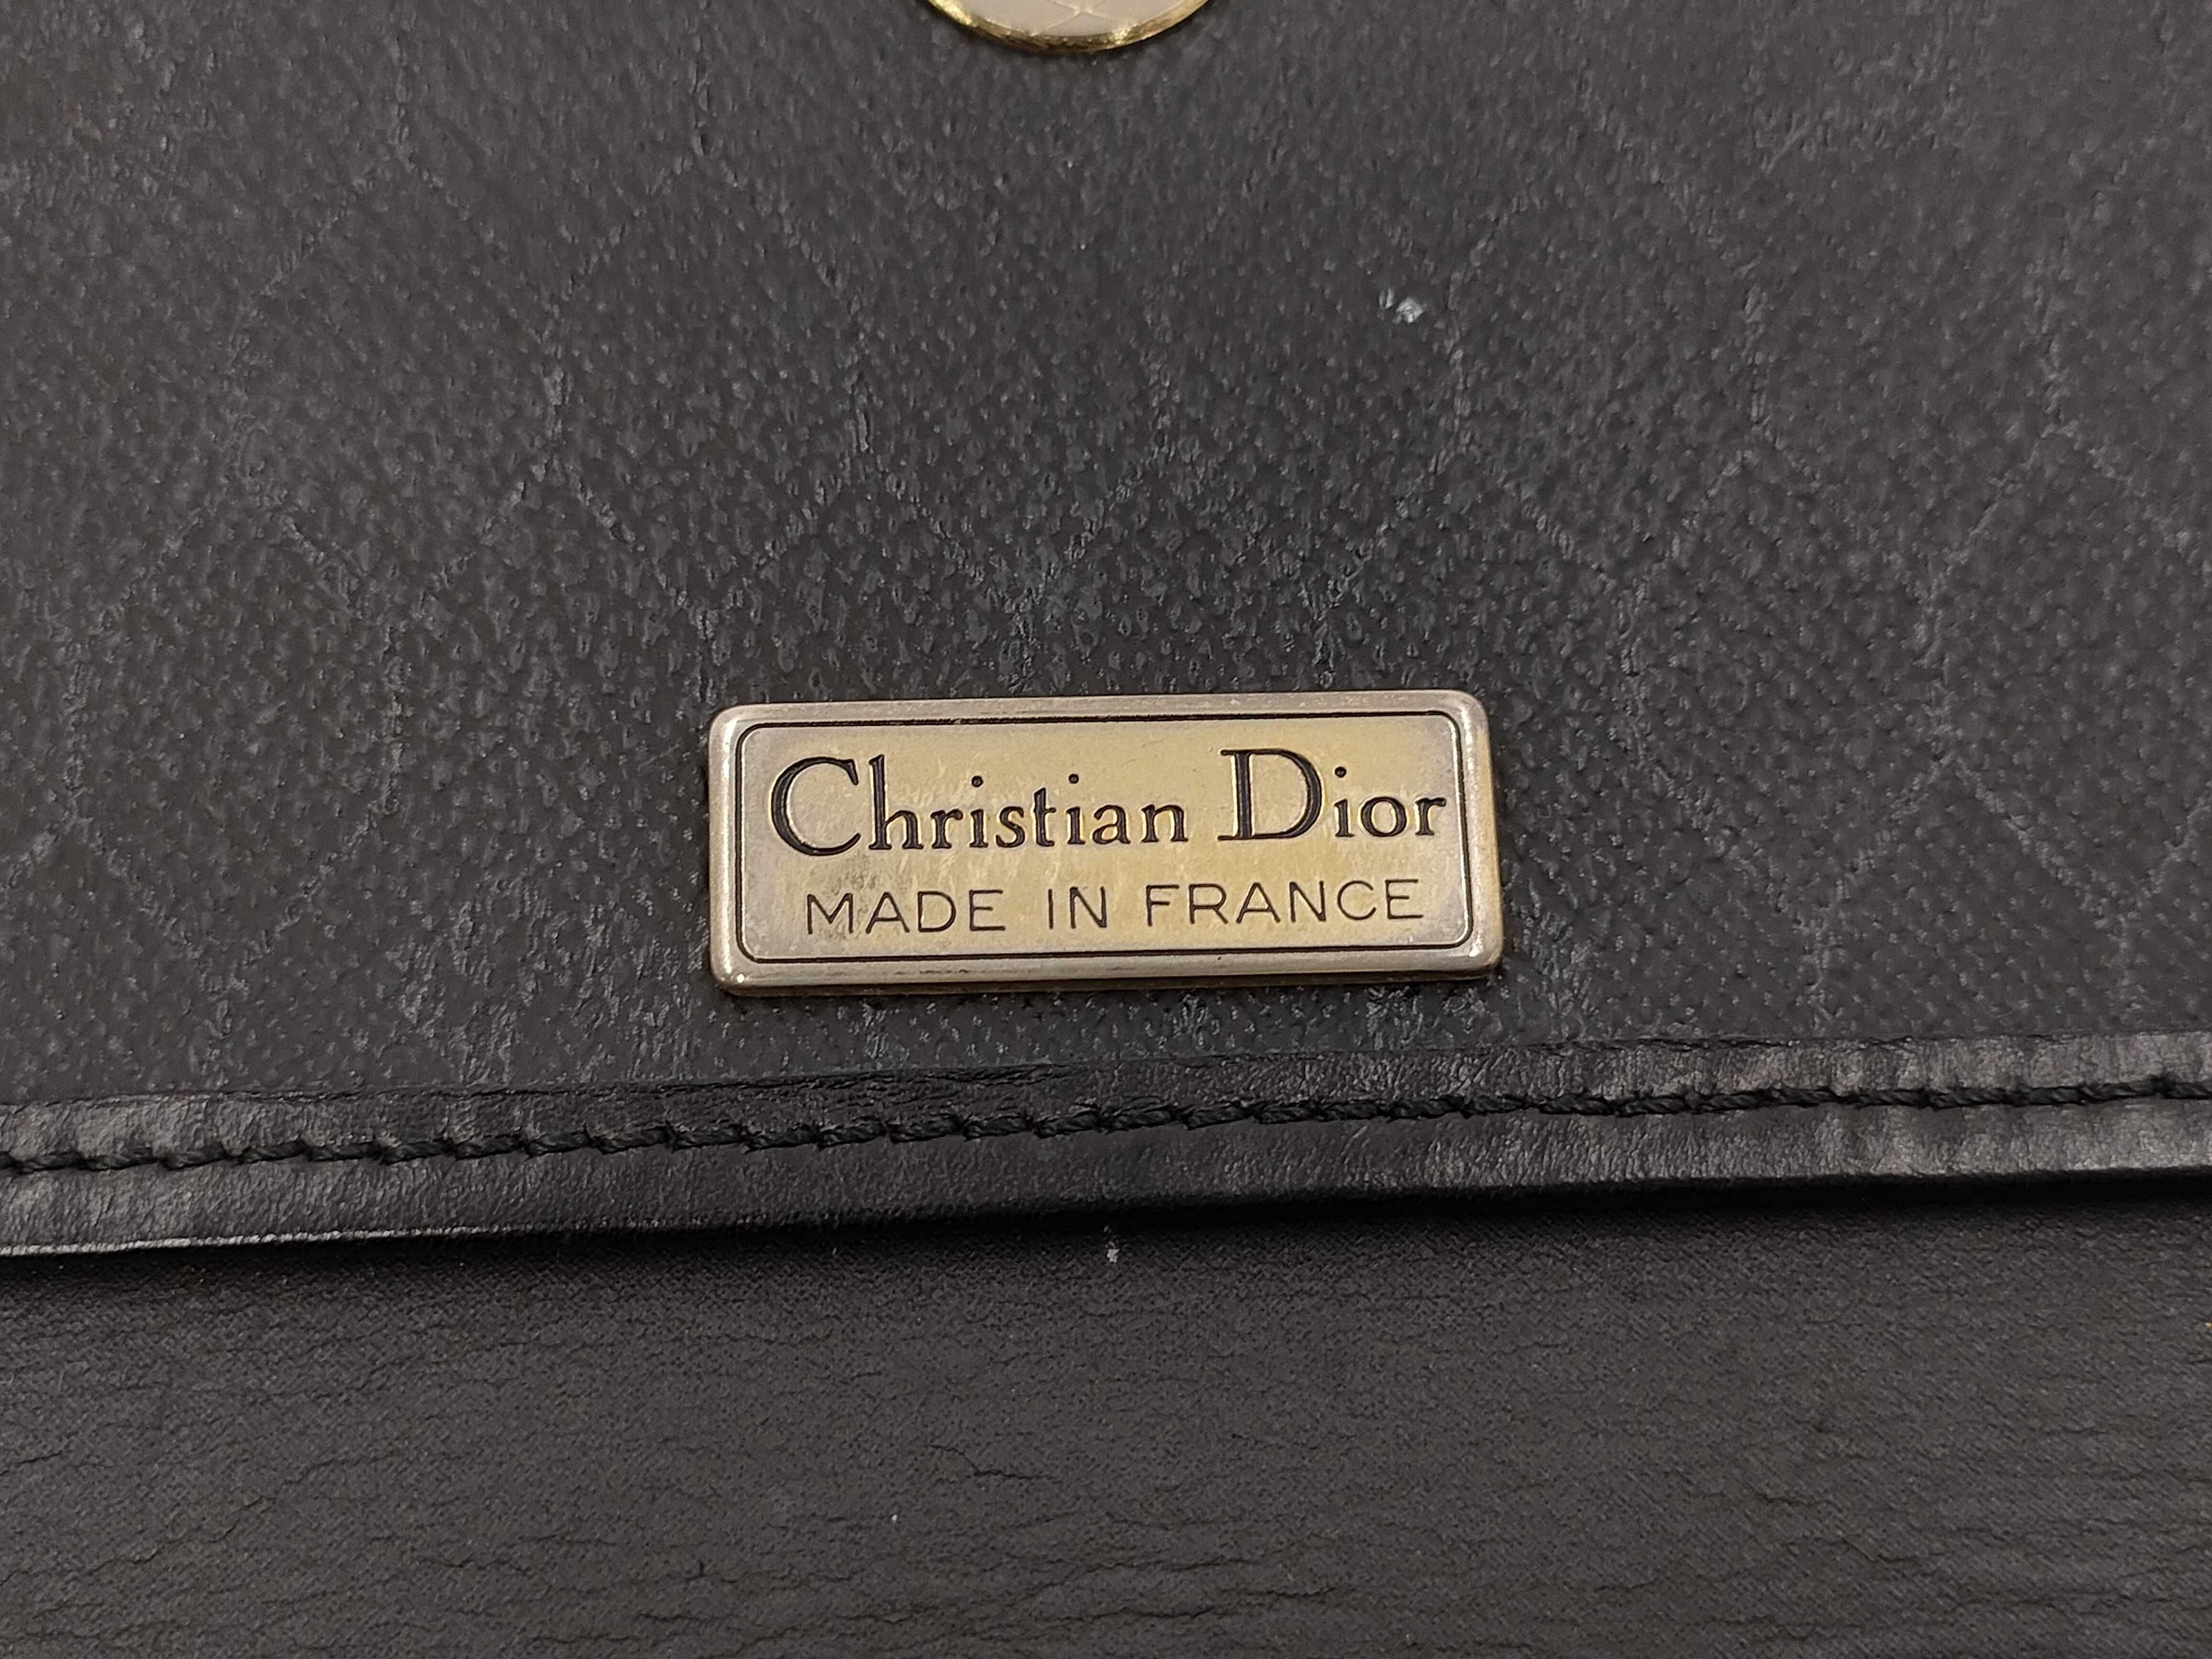 Christian Dior
MADE IN FRANCE